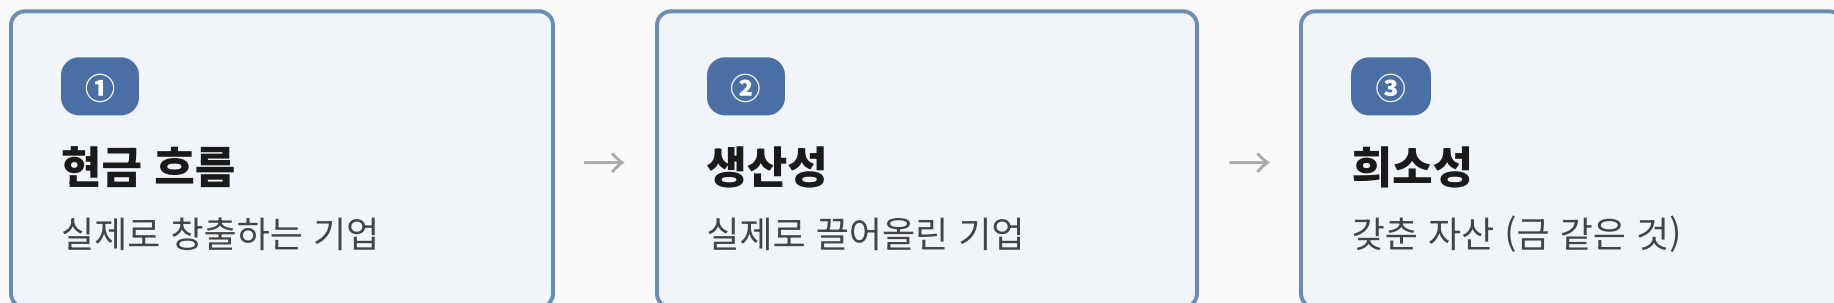 ①
현금 흐름
실제로 창출하는 기업
→
②
생산성
실제로 끌어올린 기업
→
③
희소성
갖춘 자산 (금 같은 것)